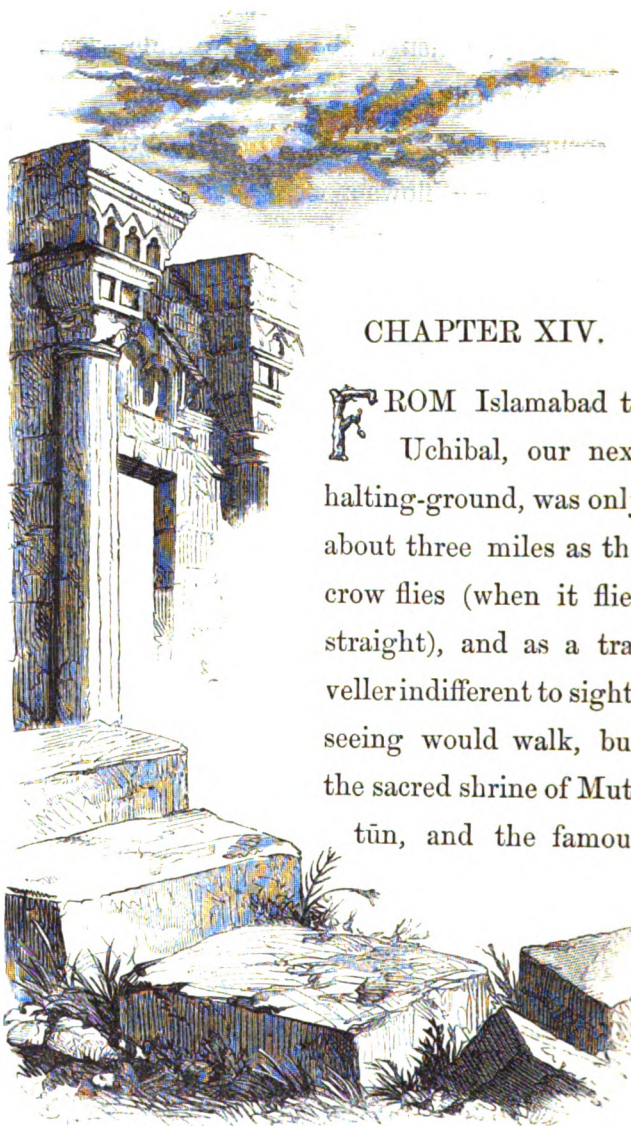 CHAPTER XIV.
FROM Islamabad t
Uchibal, our nex
halting-ground, was onl
about three miles as th
crow flies (when it flie
straight), and as a tra
veller indifferent to sight
seeing would walk, bu
the sacred shrine of Mut
tūn, and the famou